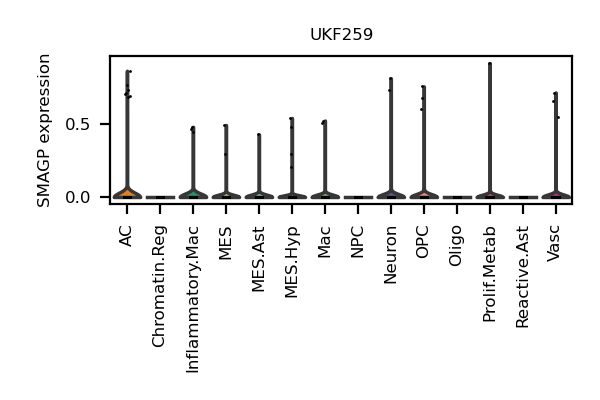 UKF259
SMAGP expression
0.5
0.0
AC
Chromatin.Reg
Inflammatory.Mac
MES
MES.Ast
MES.Hyp
Mac
NPC
Neuron
OPC
Oligo
Prolif.Metab
Reactive.Ast
Vasc